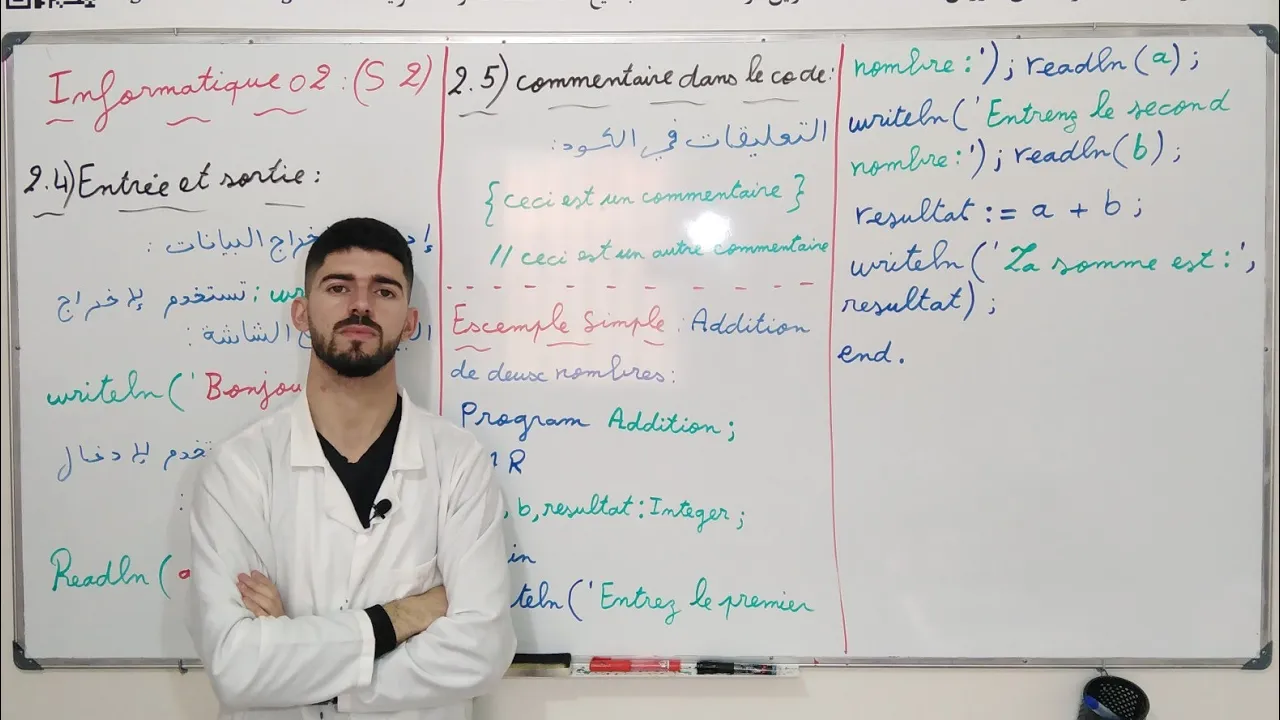 Informatique 02 : (S 2)
2.4) Entrée et sortie :
البيانات :
تستخدم لإخراج
الشاشة :
writeln('Bonjou
لإدخال
Readln(
2.5) commentaire dans le code :
التعليقات في الكود :
{ ceci est un commentaire }
// ceci est un autre commentaire
Escemple Simple : Addition
de deux nombres :
Program Addition ;
R
, b, resultat : Integer ;
in
teln('Entrez le premier
nombre :'); readln(a) ;
writeln('Entrenz le second
nombre :'); readln(b) ;
resultat := a + b ;
writeln('La somme est :',
resultat) ;
end.